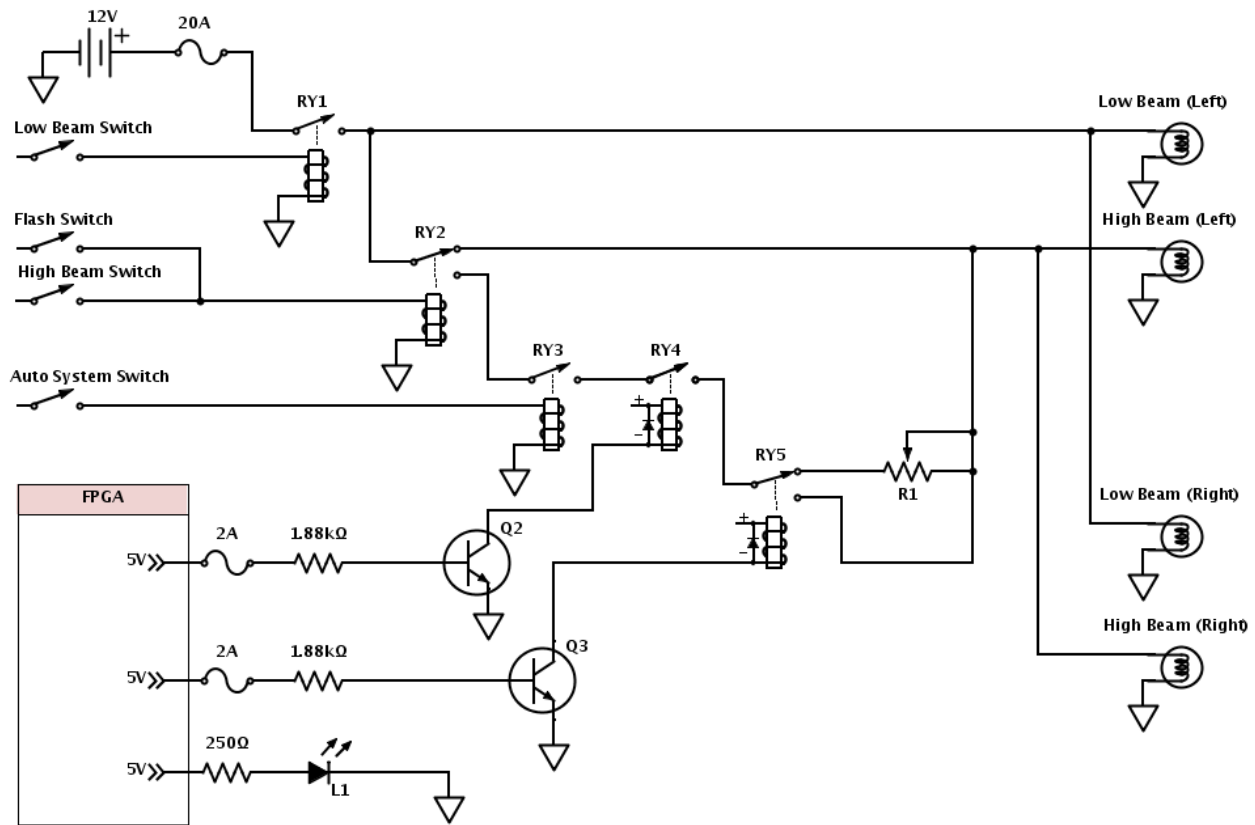 12V
+
20A
RY1
Low Beam (Left)
Low Beam Switch
Flash Switch
RY2
High Beam (Left)
High Beam Switch
RY3
RY4
Auto System Switch
+
−
RY5
R1
+
−
FPGA
Low Beam (Right)
5V
2A
1.88kΩ
Q2
High Beam (Right)
5V
2A
1.88kΩ
Q3
5V
250Ω
L1